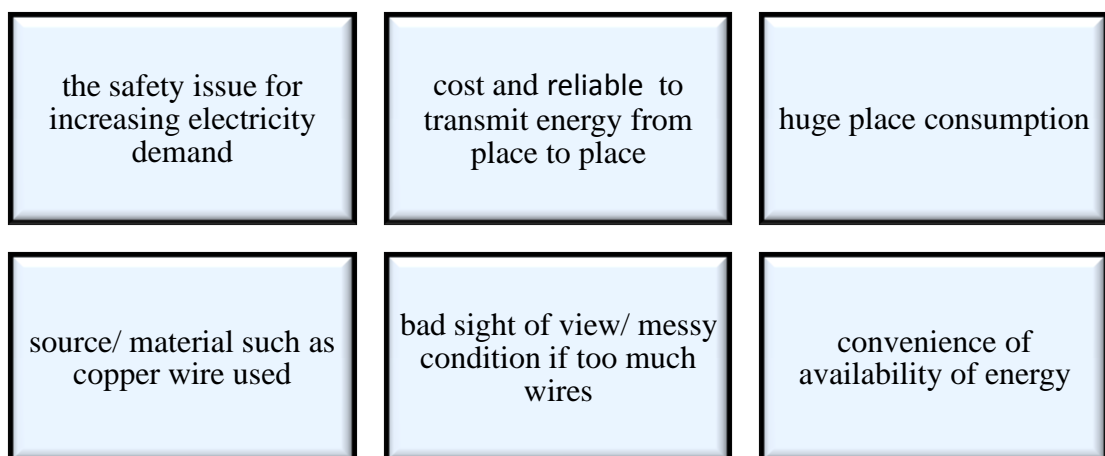 the safety issue for
increasing electricity
demand
cost and reliable to
transmit energy from
place to place
huge place consumption
source/ material such as
copper wire used
bad sight of view/ messy
condition if too much
wires
convenience of
availability of energy